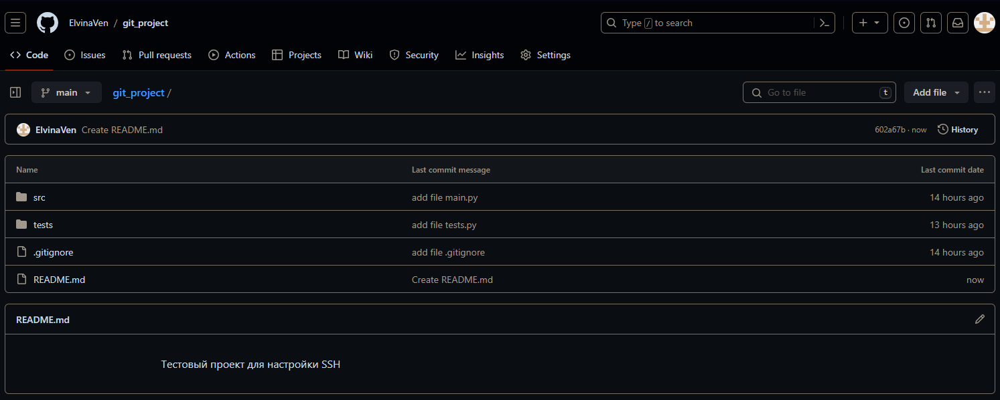 ElvinaVen / git_project Type / to search
Code Issues Pull requests Actions Projects Wiki Security Insights Settings
main git_project / Go to file t Add file
ElvinaVen Create README.md 602a67b · now History
Name Last commit message Last commit date
src add file main.py 14 hours ago
tests add file tests.py 13 hours ago
.gitignore add file .gitignore 14 hours ago
README.md Create README.md now
README.md
Тестовый проект для настройки SSH